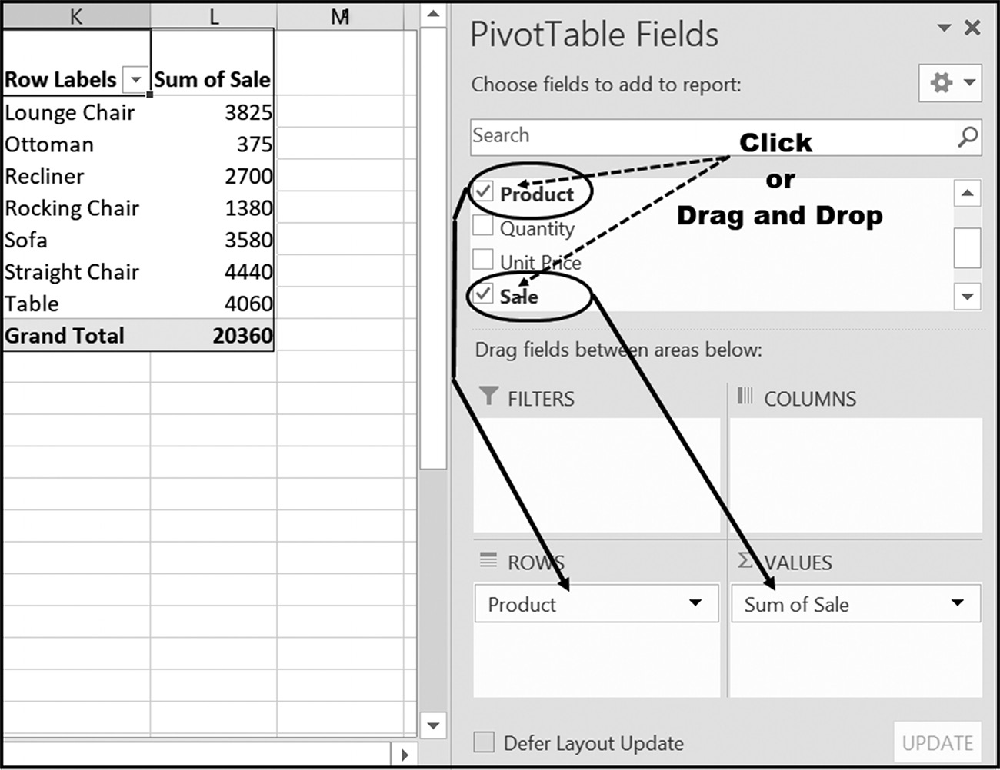 K L M
Row Labels Sum of Sale
Lounge Chair 3825
Ottoman 375
Recliner 2700
Rocking Chair 1380
Sofa 3580
Straight Chair 4440
Table 4060
Grand Total 20360
PivotTable Fields
Choose fields to add to report:
Search
Click
or
Drag and Drop
Product
Quantity
Unit Price
Sale
Drag fields between areas below:
FILTERS COLUMNS
ROWS Σ VALUES
Product Sum of Sale
Defer Layout Update UPDATE